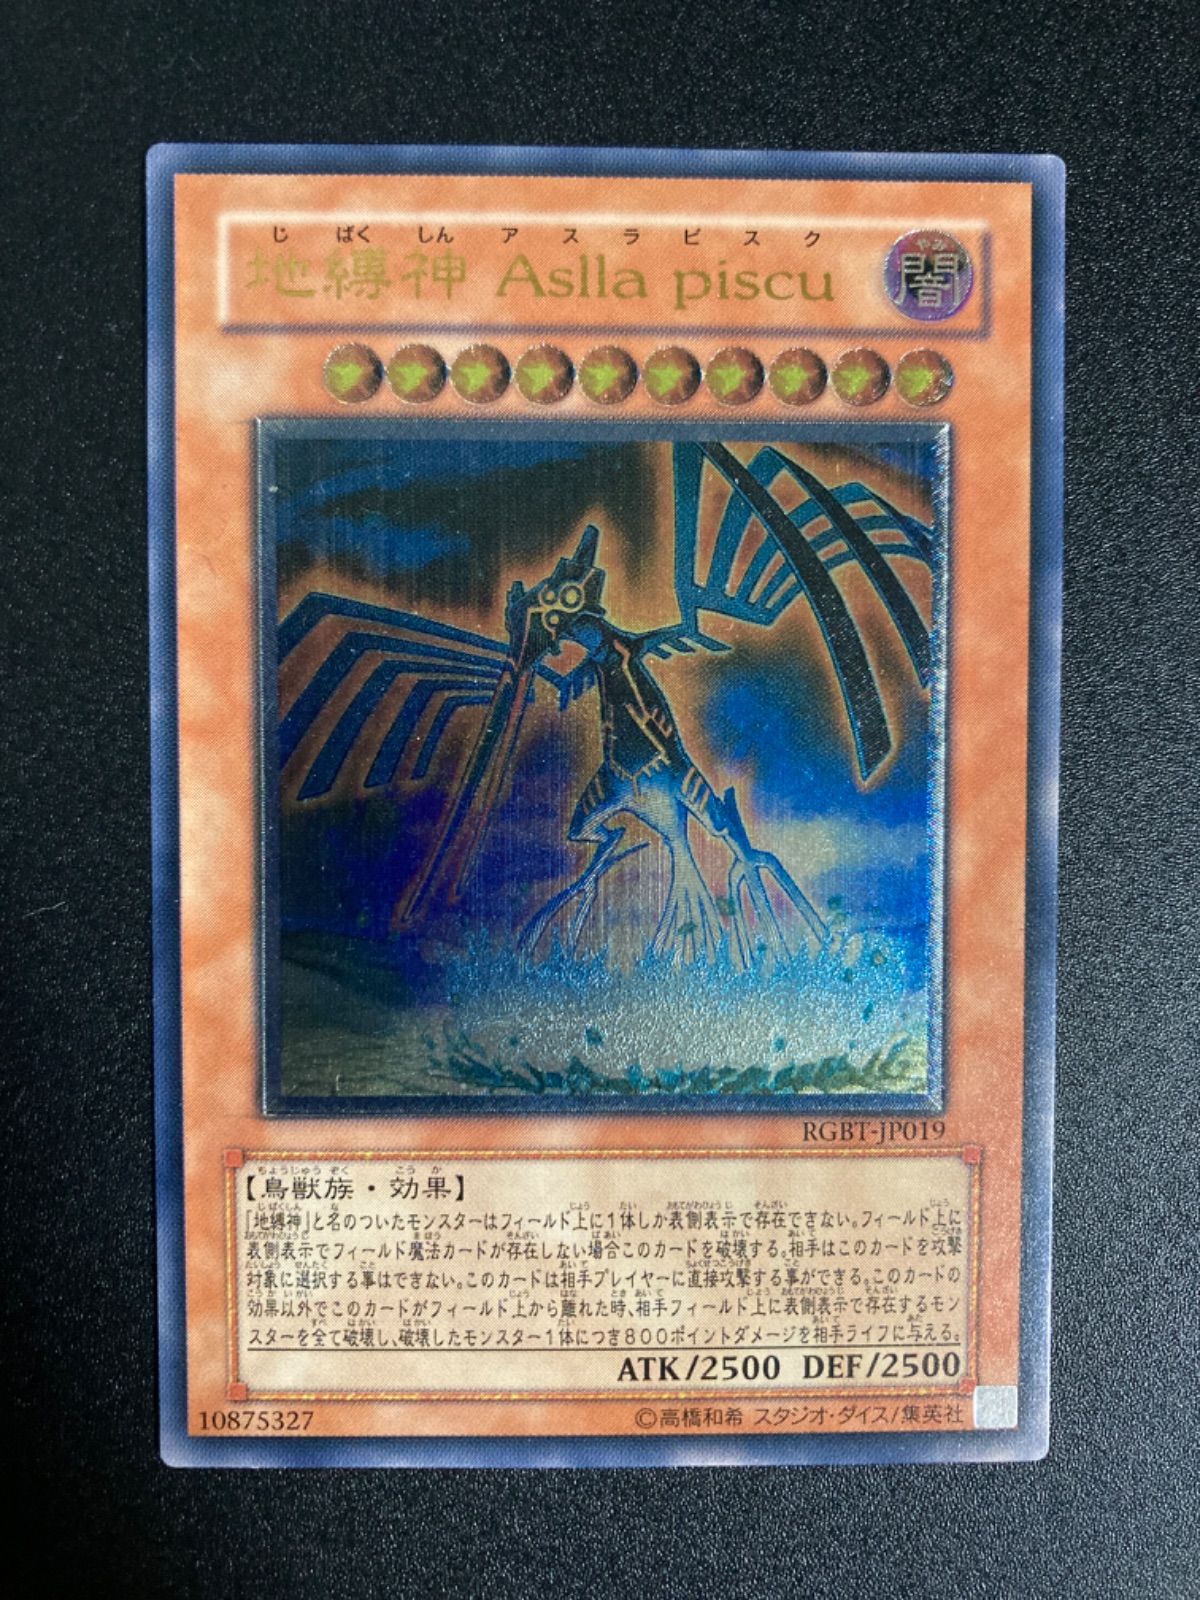 じ ばく しん ア ス ラ ピ ス ク
地縛神 Aslla piscu
やみ
闇
RGBT-JP019
ちょうじゅう ぞく こう か
【鳥獣族・効果】
「地縛神」と名のついたモンスターはフィールド上に1体しか表側表示で存在できない。フィールド上に
表側表示でフィールド魔法カードが存在しない場合このカードを破壊する。相手はこのカードを攻撃
対象に選択する事はできない。このカードは相手プレイヤーに直接攻撃する事ができる。このカードの
効果以外でこのカードがフィールド上から離れた時、相手フィールド上に表側表示で存在するモン
スターを全て破壊し、破壊したモンスター1体につき800ポイントダメージを相手ライフに与える。
ATK/2500 DEF/2500
10875327
©高橋和希 スタジオ・ダイス/集英社